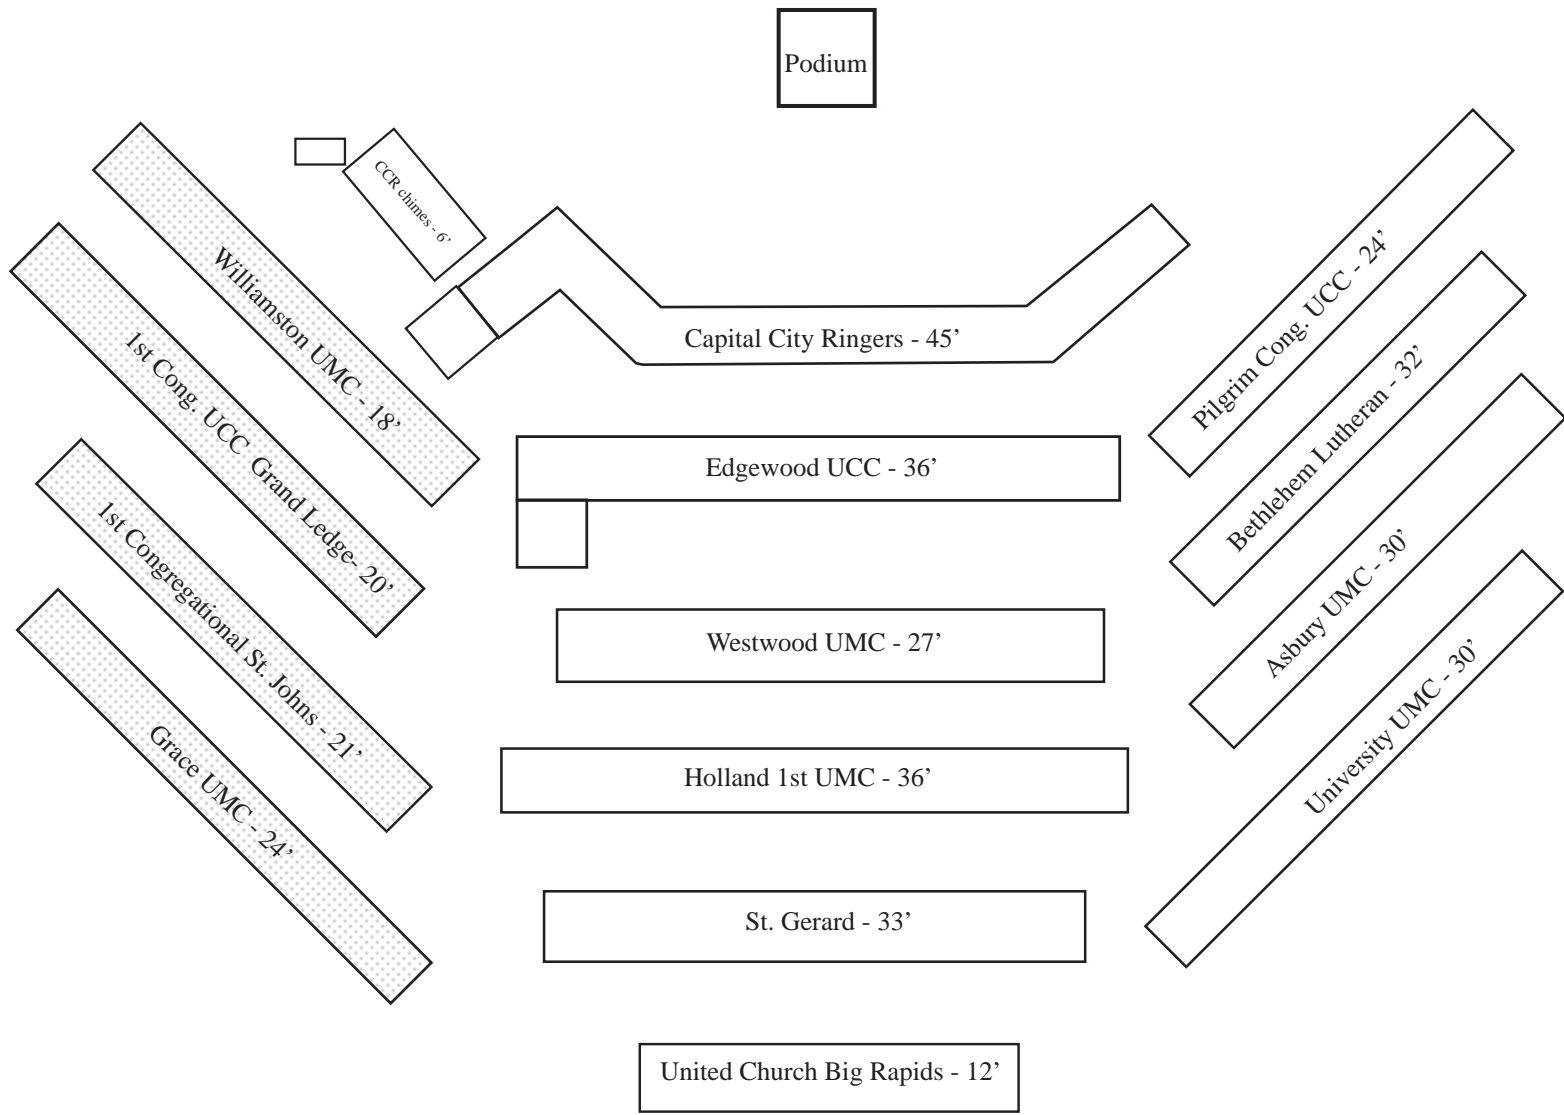 Podium
CCR chimes - 6’
Williamston UMC - 18’
1st Cong. UCC  Grand Ledge- 20’
1st Congregational St. Johns - 21’
Grace UMC - 24’
Capital City Ringers - 45’
Edgewood UCC - 36’
Westwood UMC - 27’
Holland 1st UMC - 36’
St. Gerard - 33’
United Church Big Rapids - 12’
Pilgrim Cong. UCC - 24’
Bethlehem Lutheran - 32’
Asbury UMC - 30’
University UMC - 30’